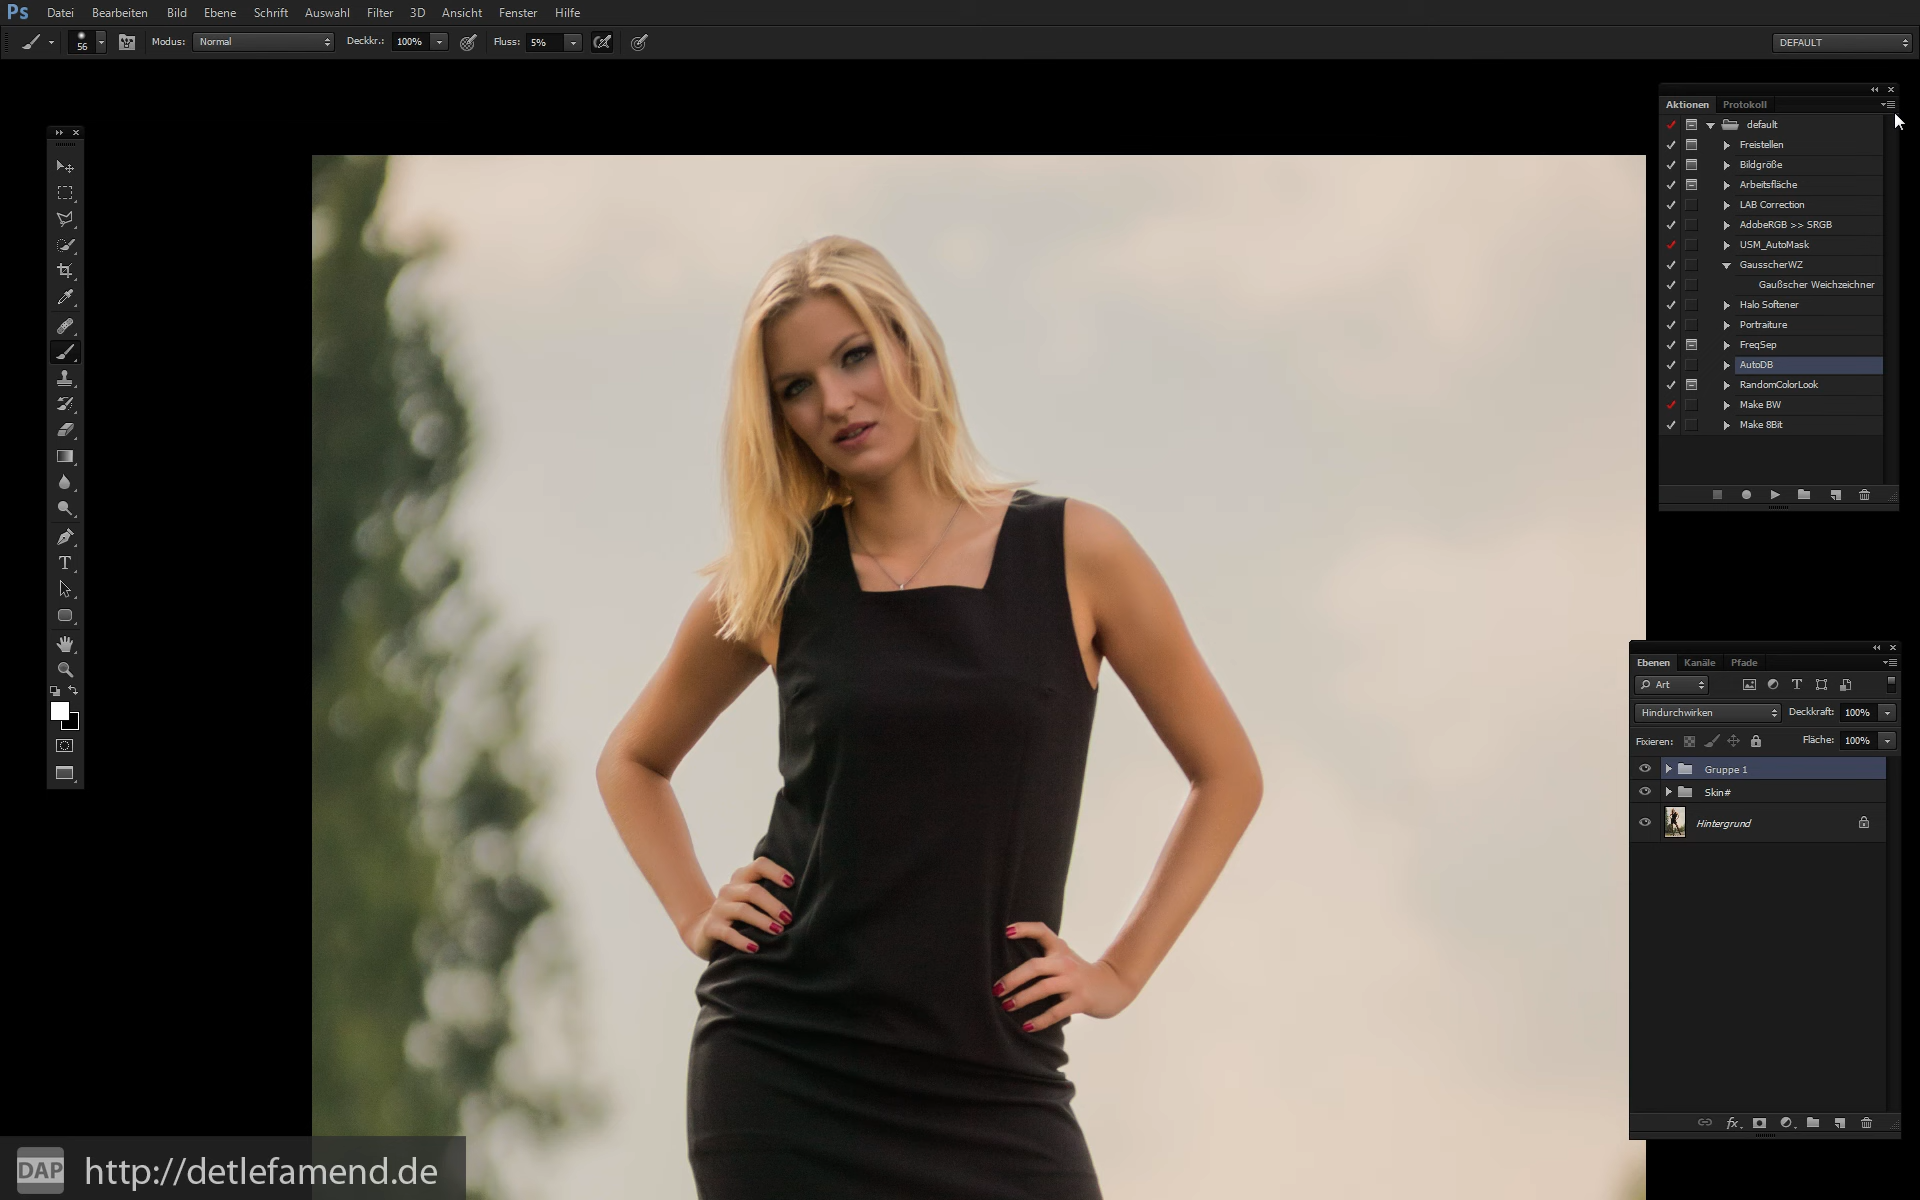 Ps Datei Bearbeiten Bild Ebene Schrift Auswahl Filter 3D Ansicht Fenster Hilfe
56 Modus: Normal Deckkr.: 100% Fluss: 5% DEFAULT
Aktionen Protokoll
default
Freistellen
Bildgröße
Arbeitsfläche
LAB Correction
AdobeRGB >> SRGB
USM_AutoMask
GausscherWZ
Gaußscher Weichzeichner
Halo Softener
Portraiture
FreqSep
AutoDB
RandomColorLook
Make BW
Make 8Bit
Ebenen Kanäle Pfade
Art
Hindurchwirken Deckkraft: 100%
Fixieren: Fläche: 100%
Gruppe 1
Skin#
Hintergrund
fx
DAP http://detlefamend.de